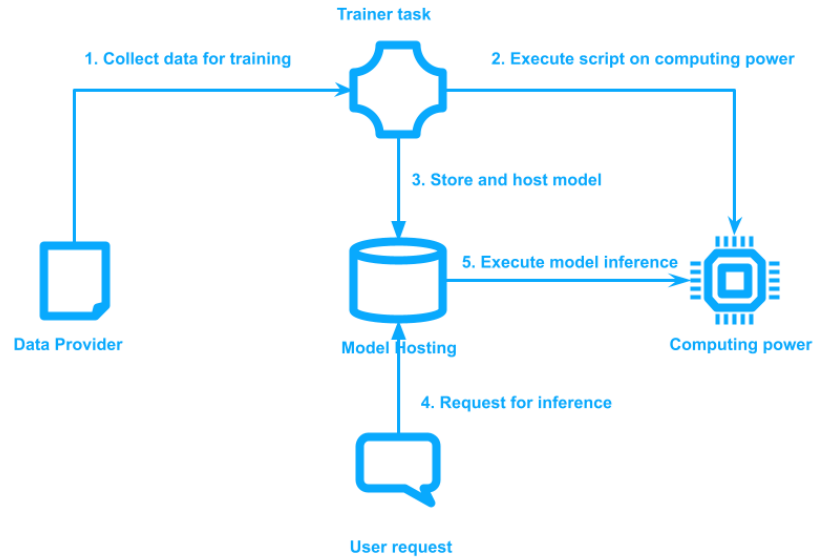 Trainer task
1. Collect data for training
2. Execute script on computing power
3. Store and host model
5. Execute model inference
Data Provider
Model Hosting
Computing power
4. Request for inference
User request